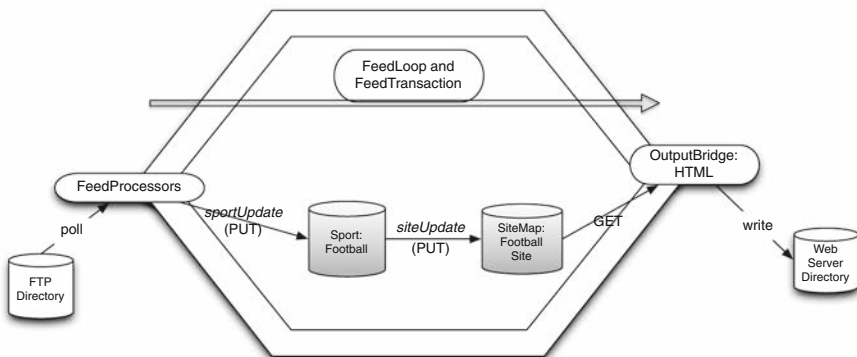 FeedLoop and
FeedTransaction
OutputBridge:
HTML
FeedProcessors
sportUpdate
(PUT)
siteUpdate
(PUT)
GET
poll
write
Sport:
Football
SiteMap:
Football
Site
FTP
Directory
Web
Server
Directory